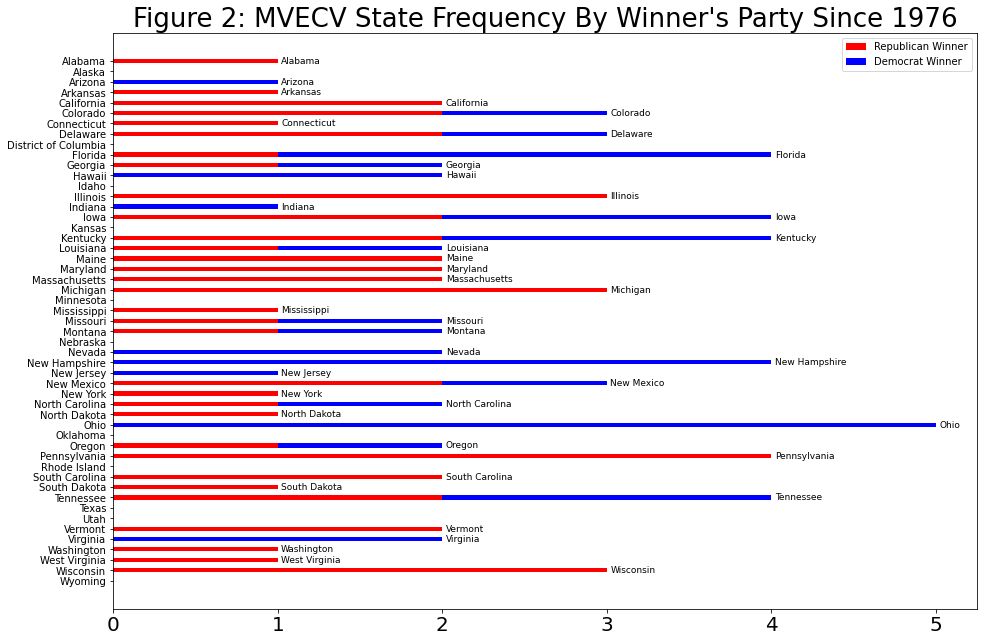 Figure 2: MVECV State Frequency By Winner's Party Since 1976
Republican Winner
Democrat Winner
Alabama Alabama
Alaska
Arizona Arizona
Arkansas Arkansas
California California
Colorado Colorado
Connecticut Connecticut
Delaware Delaware
District of Columbia
Florida Florida
Georgia Georgia
Hawaii Hawaii
Idaho
Illinois Illinois
Indiana Indiana
Iowa Iowa
Kansas
Kentucky Kentucky
Louisiana Louisiana
Maine Maine
Maryland Maryland
Massachusetts Massachusetts
Michigan Michigan
Minnesota
Mississippi Mississippi
Missouri Missouri
Montana Montana
Nebraska
Nevada Nevada
New Hampshire New Hampshire
New Jersey New Jersey
New Mexico New Mexico
New York New York
North Carolina North Carolina
North Dakota North Dakota
Ohio Ohio
Oklahoma
Oregon Oregon
Pennsylvania Pennsylvania
Rhode Island
South Carolina South Carolina
South Dakota South Dakota
Tennessee Tennessee
Texas
Utah
Vermont Vermont
Virginia Virginia
Washington Washington
West Virginia West Virginia
Wisconsin Wisconsin
Wyoming
0 1 2 3 4 5